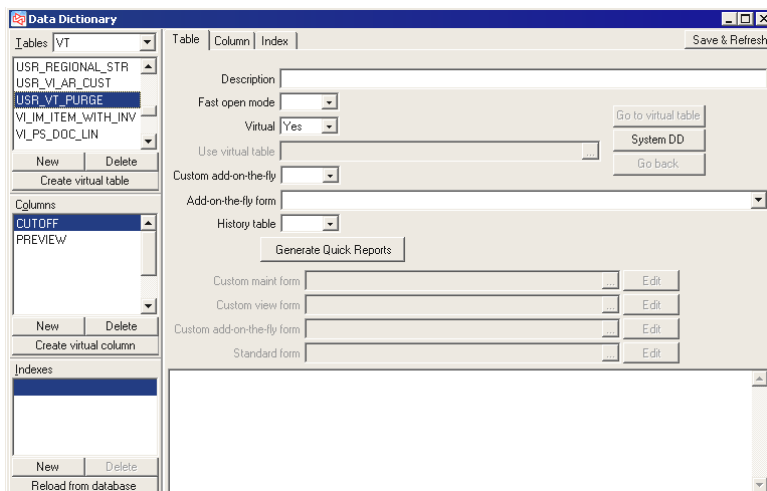 Data Dictionary
Tables VT
USR_REGIONAL_STR
USR_VI_AR_CUST
USR_VT_PURGE
VI_IM_ITEM_WITH_INV
VI_PS_DOC_LIN
New Delete
Create virtual table
Columns
CUTOFF
PREVIEW
New Delete
Create virtual column
Indexes
New Delete
Reload from database
Table Column Index Save & Refresh
Description
Fast open mode
Virtual Yes
Use virtual table ...
Custom add-on-the-fly
Add-on-the-fly form
History table
Go to virtual table
System DD
Go back
Generate Quick Reports
Custom maint form ... Edit
Custom view form ... Edit
Custom add-on-the-fly form ... Edit
Standard form ... Edit